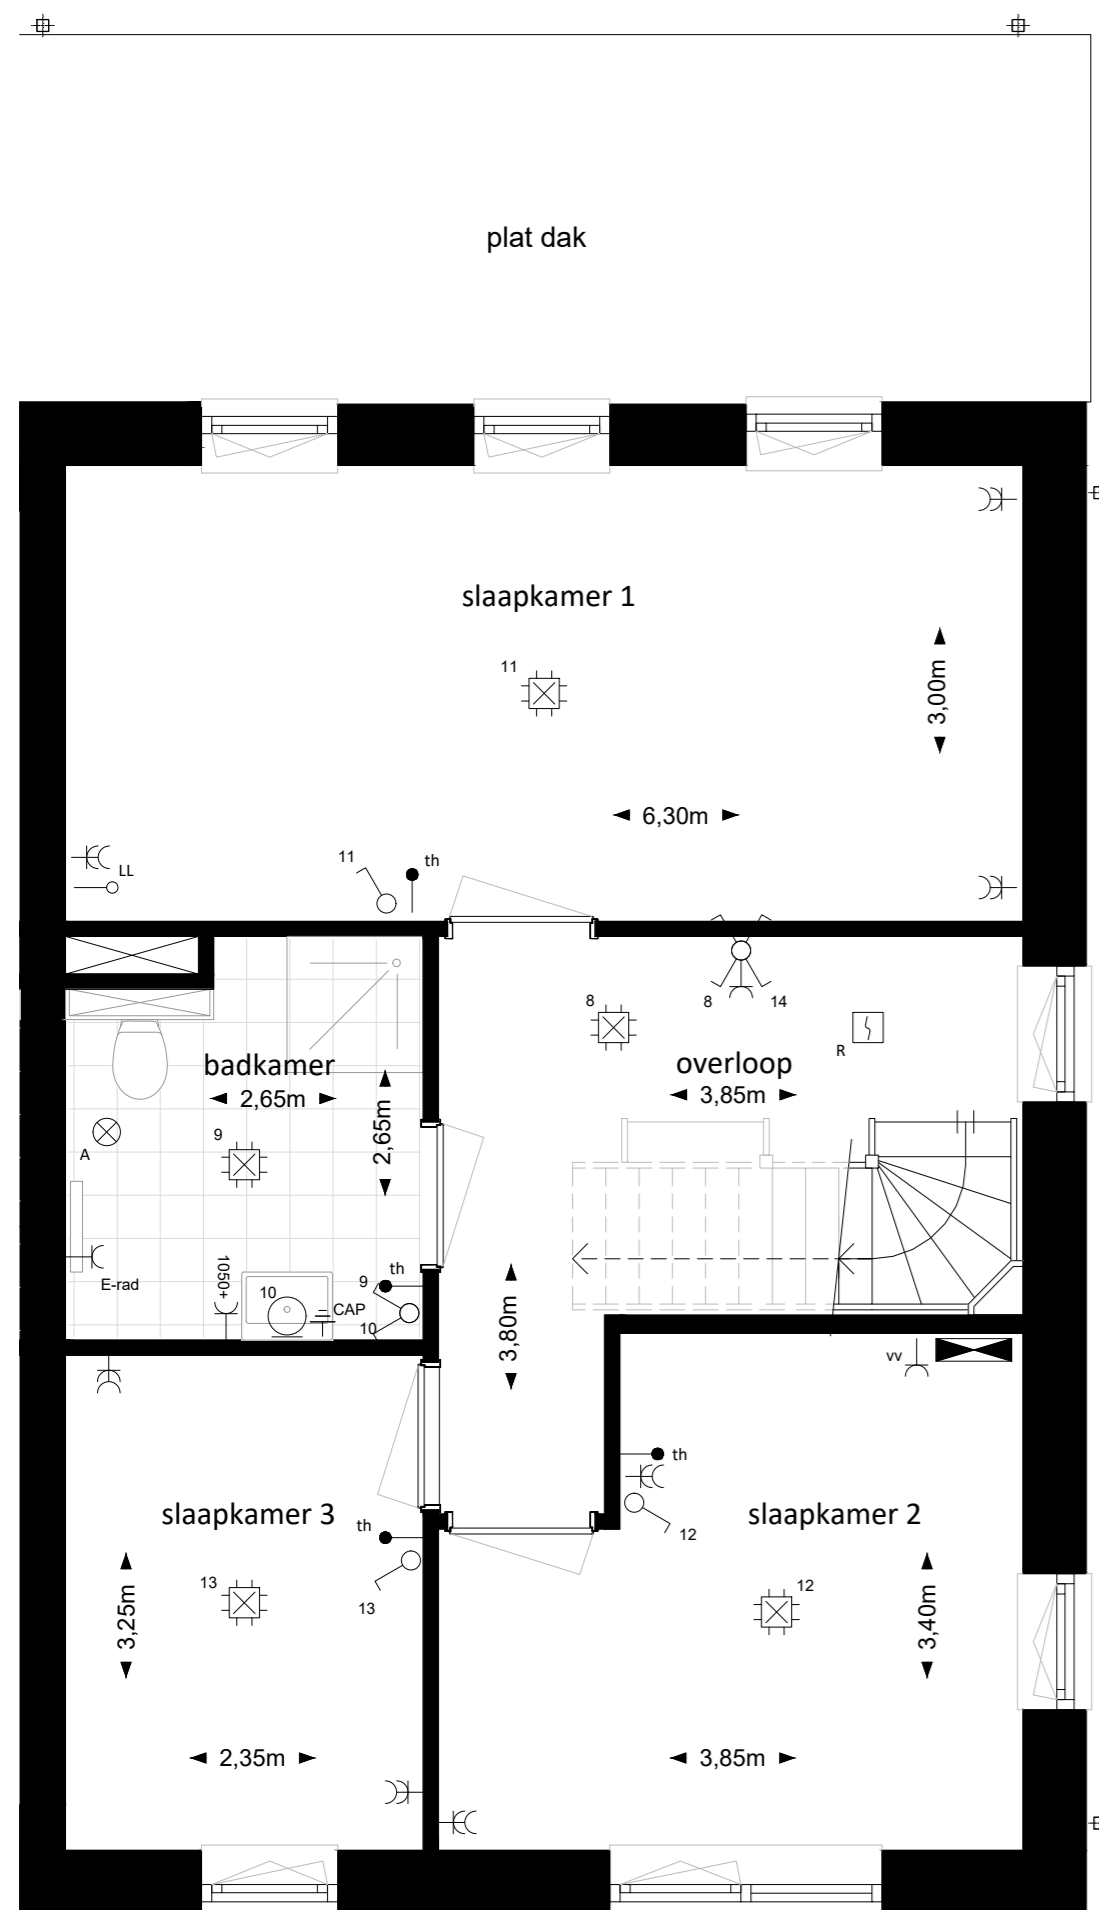 plat dak
slaapkamer 1
11
3,00m
6,30m
11
th
LL
8
14
8
R
badkamer
2,65m
overloop
3,85m
2,65m
9
A
E-rad
1050+
10
CAP
9
th
10
3,80m
vv
th
12
slaapkamer 3
th
13
13
3,25m
2,35m
slaapkamer 2
12
3,40m
3,85m